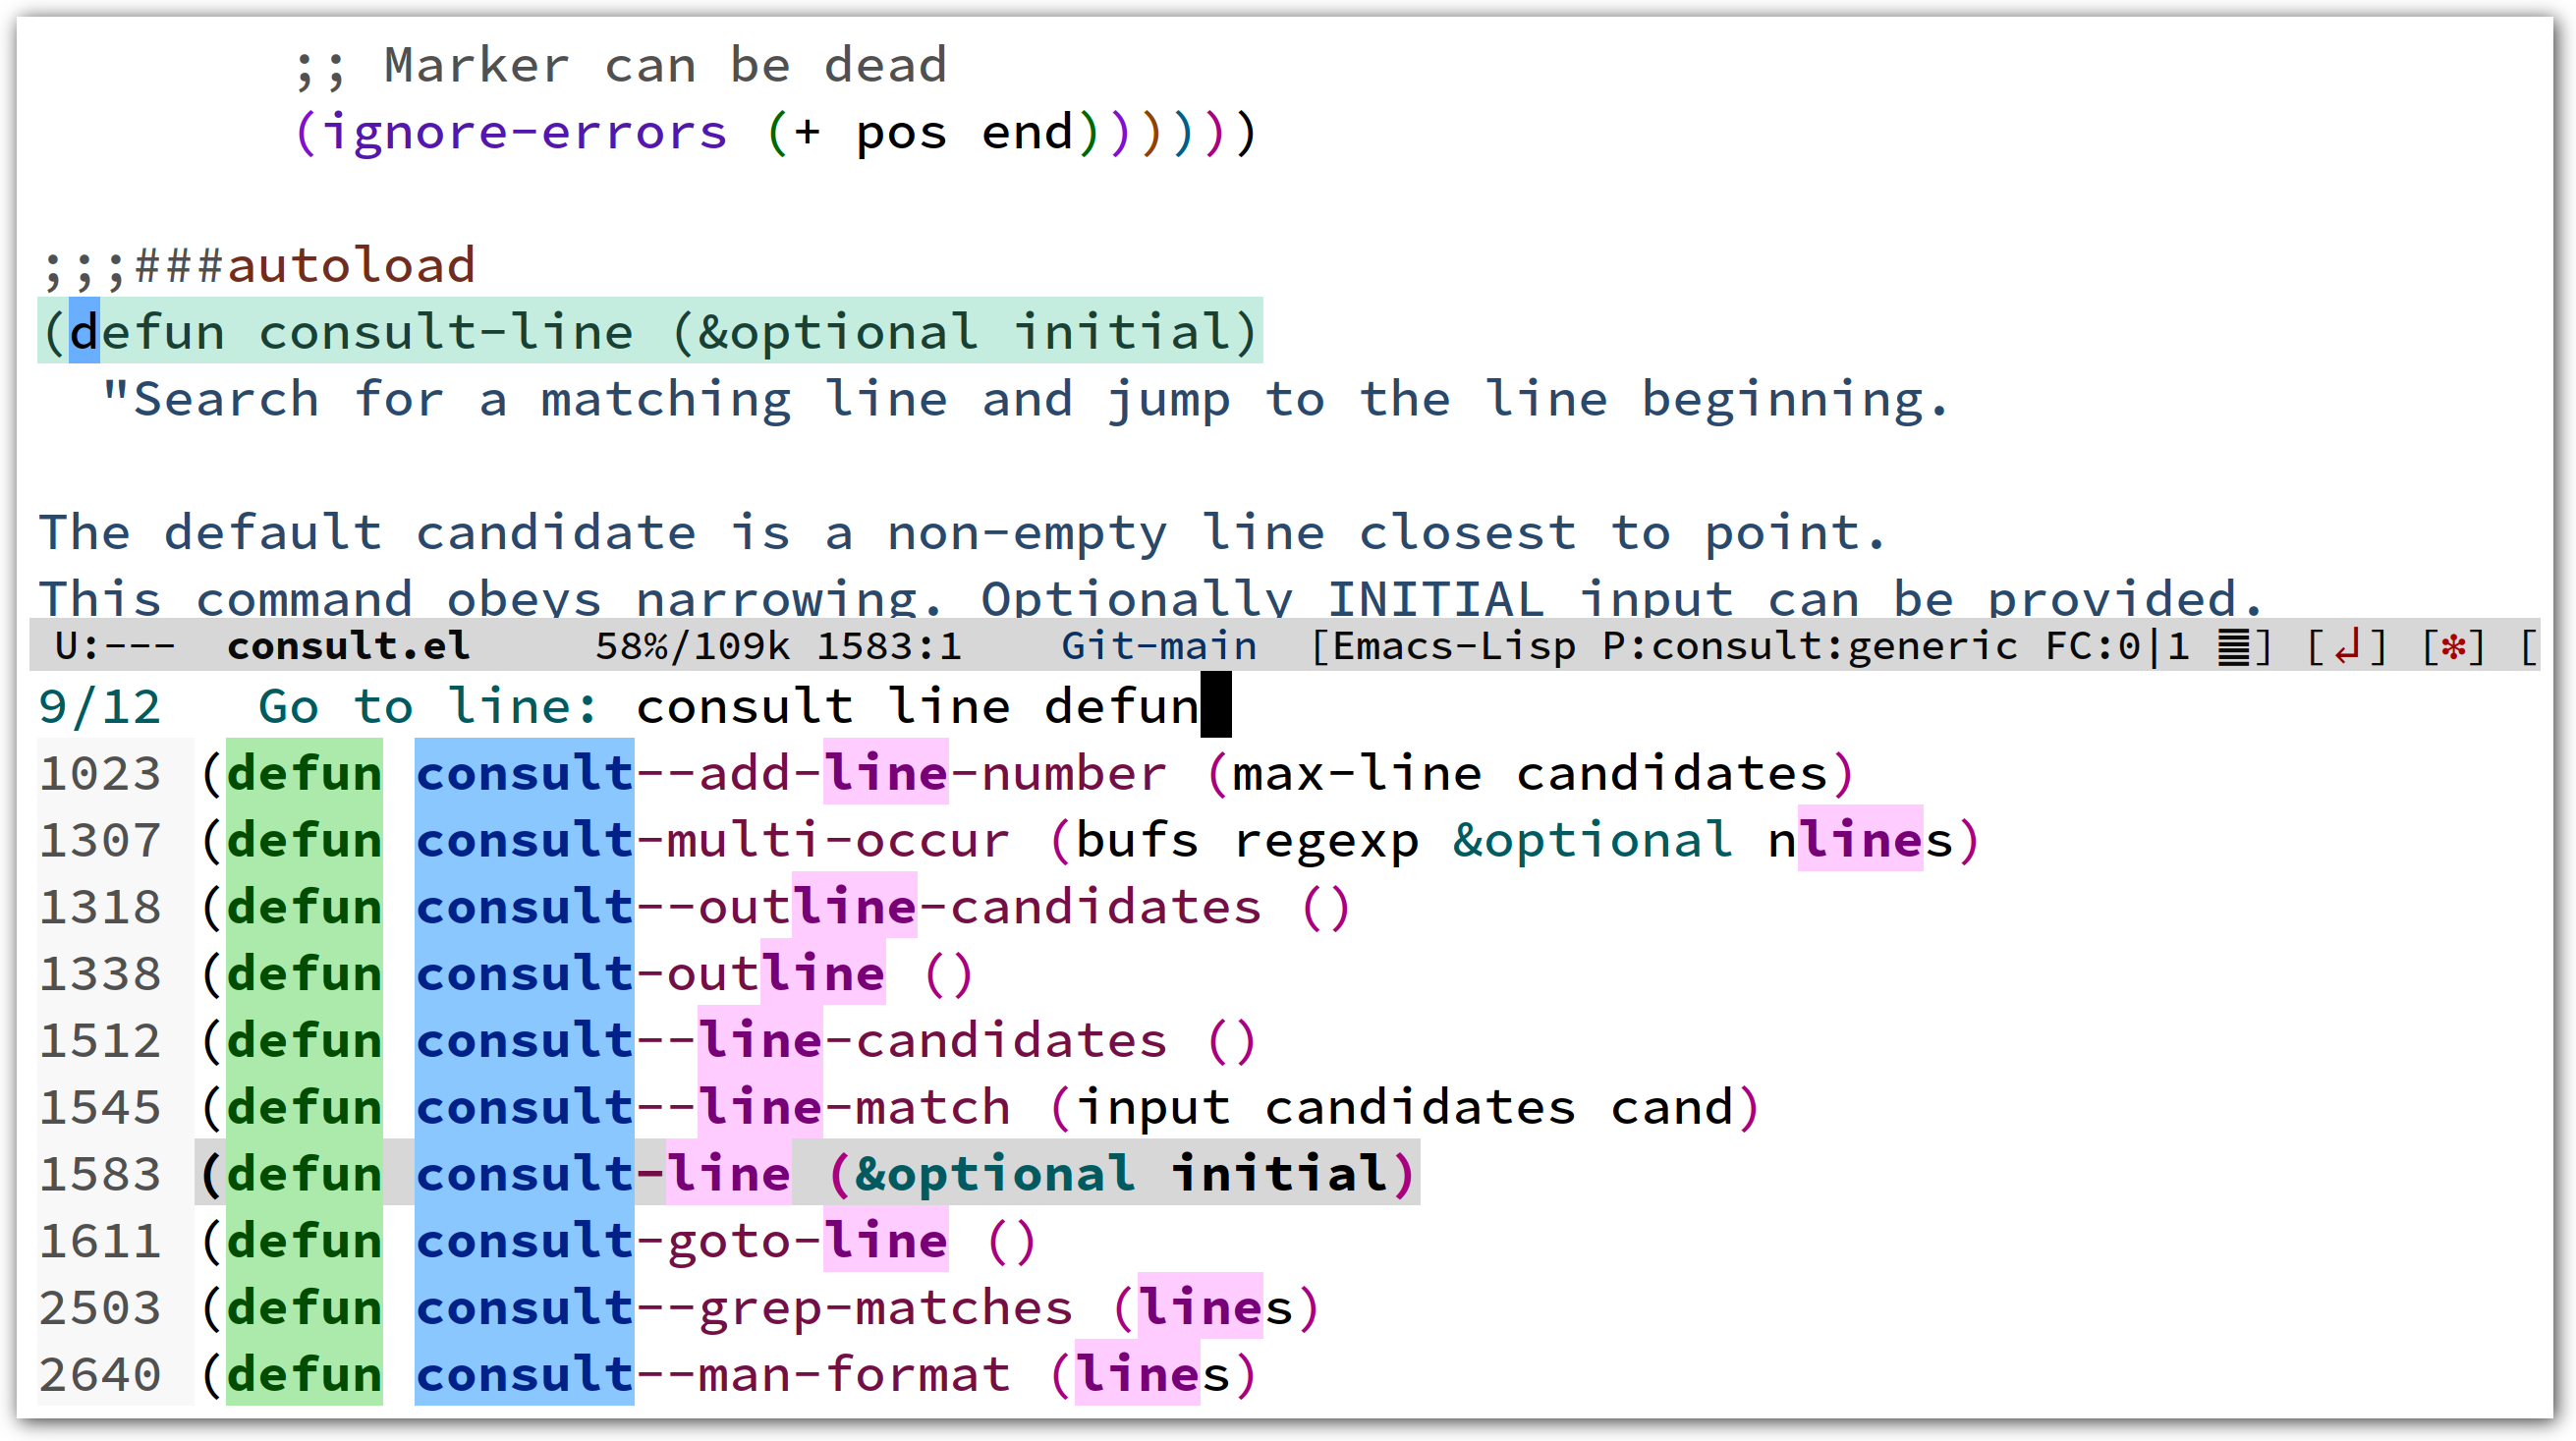 ;; Marker can be dead
(ignore-errors (+ pos end))))))
;;;###autoload
(defun consult-line (&optional initial)
"Search for a matching line and jump to the line beginning.
The default candidate is a non-empty line closest to point.
This command obeys narrowing. Optionally INITIAL input can be provided.
U:--- consult.el 58%/109k 1583:1 Git-main [Emacs-Lisp P:consult:generic FC:0|1 ≣] [↲] [❇] [
9/12 Go to line: consult line defun
1023 (defun consult--add-line-number (max-line candidates)
1307 (defun consult-multi-occur (bufs regexp &optional nlines)
1318 (defun consult--outline-candidates ()
1338 (defun consult-outline ()
1512 (defun consult--line-candidates ()
1545 (defun consult--line-match (input candidates cand)
1583 (defun consult-line (&optional initial)
1611 (defun consult-goto-line ()
2503 (defun consult--grep-matches (lines)
2640 (defun consult--man-format (lines)